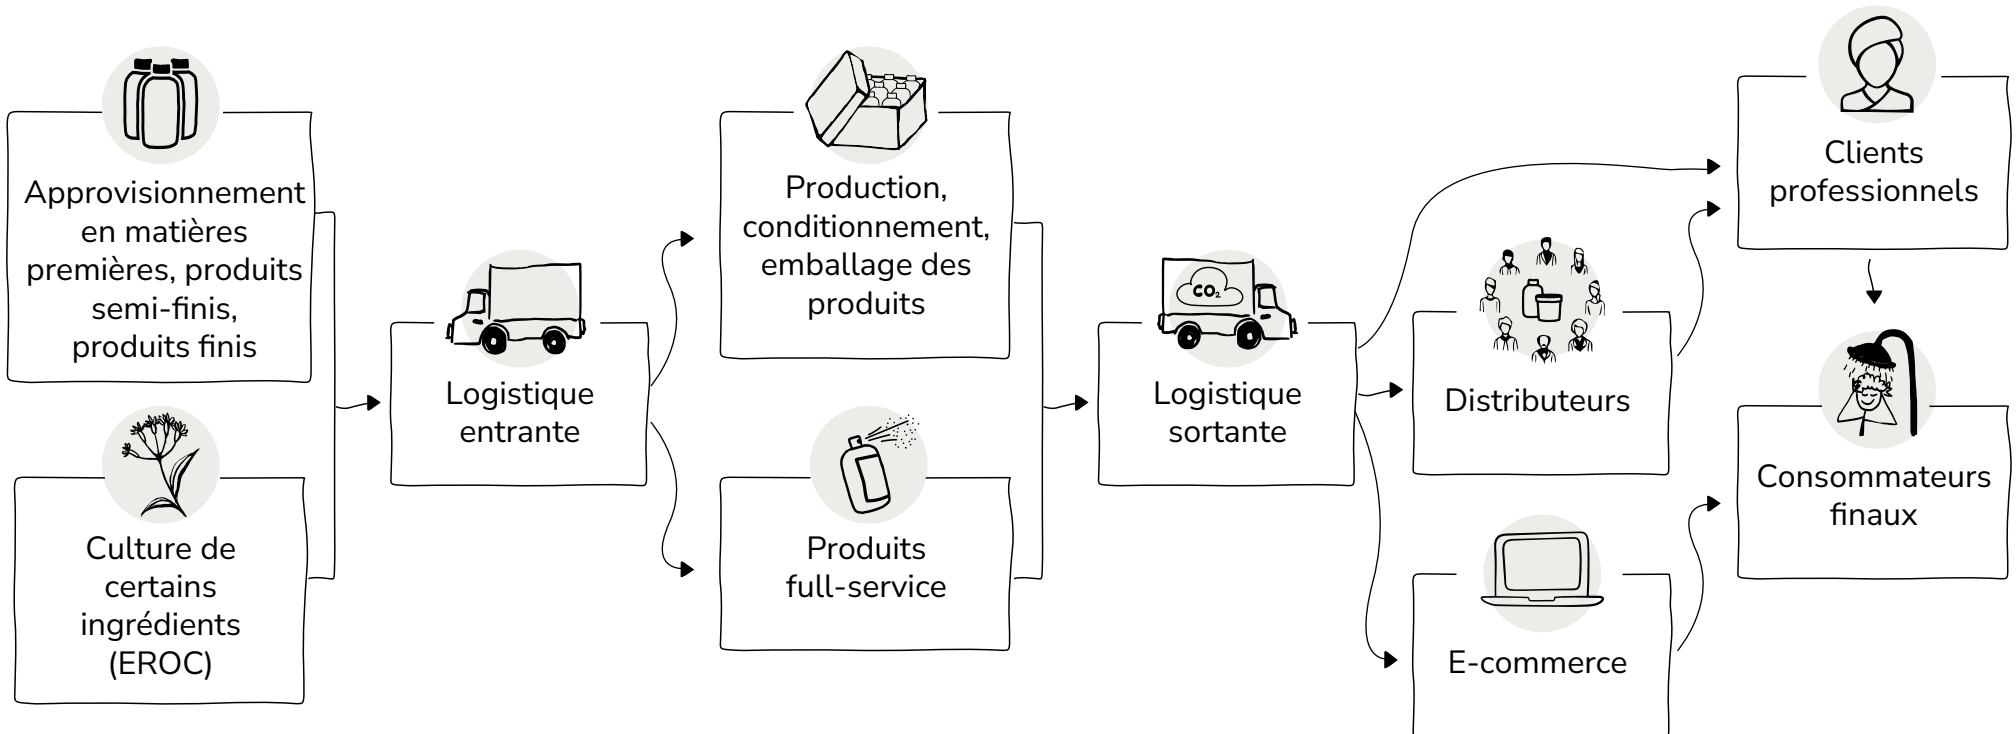 Approvisionnement
en matières
premières, produits
semi-finis,
produits finis
Culture de
certains
ingrédients
(EROC)
Logistique
entrante
Production,
conditionnement,
emballage des
produits
Produits
full-service
CO₂
Logistique
sortante
Distributeurs
E-commerce
Clients
professionnels
Consommateurs
finaux